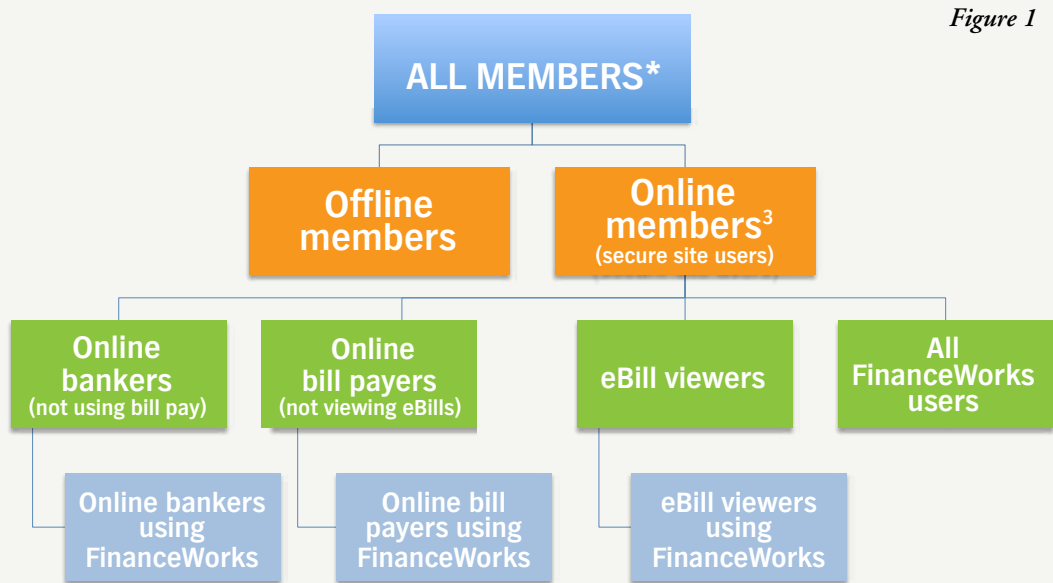 Figure 1
ALL MEMBERS*
Offline
members
Online
members³
(secure site users)
Online
bankers
(not using bill pay)
Online
bill payers
(not viewing eBills)
eBill viewers
All
FinanceWorks
users
Online bankers
using
FinanceWorks
Online bill
payers using
FinanceWorks
eBill viewers
using
FinanceWorks